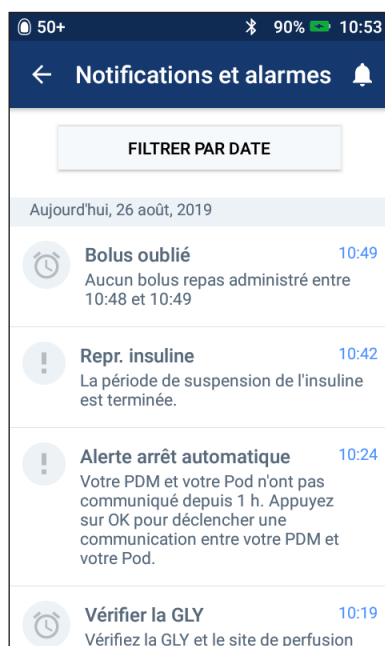 50+ 90% 10:53
Notifications et alarmes
FILTRER PAR DATE
Aujourd'hui, 26 août, 2019
Bolus oublié 10:49
Aucun bolus repas administré entre
10:48 et 10:49
Repr. insuline 10:42
La période de suspension de l'insuline
est terminée.
Alerte arrêt automatique 10:24
Votre PDM et votre Pod n'ont pas
communiqué depuis 1 h. Appuyez
sur OK pour déclencher une
communication entre votre PDM et
votre Pod.
Vérifier la GLY 10:19
Vérifiez la GLY et le site de perfusion